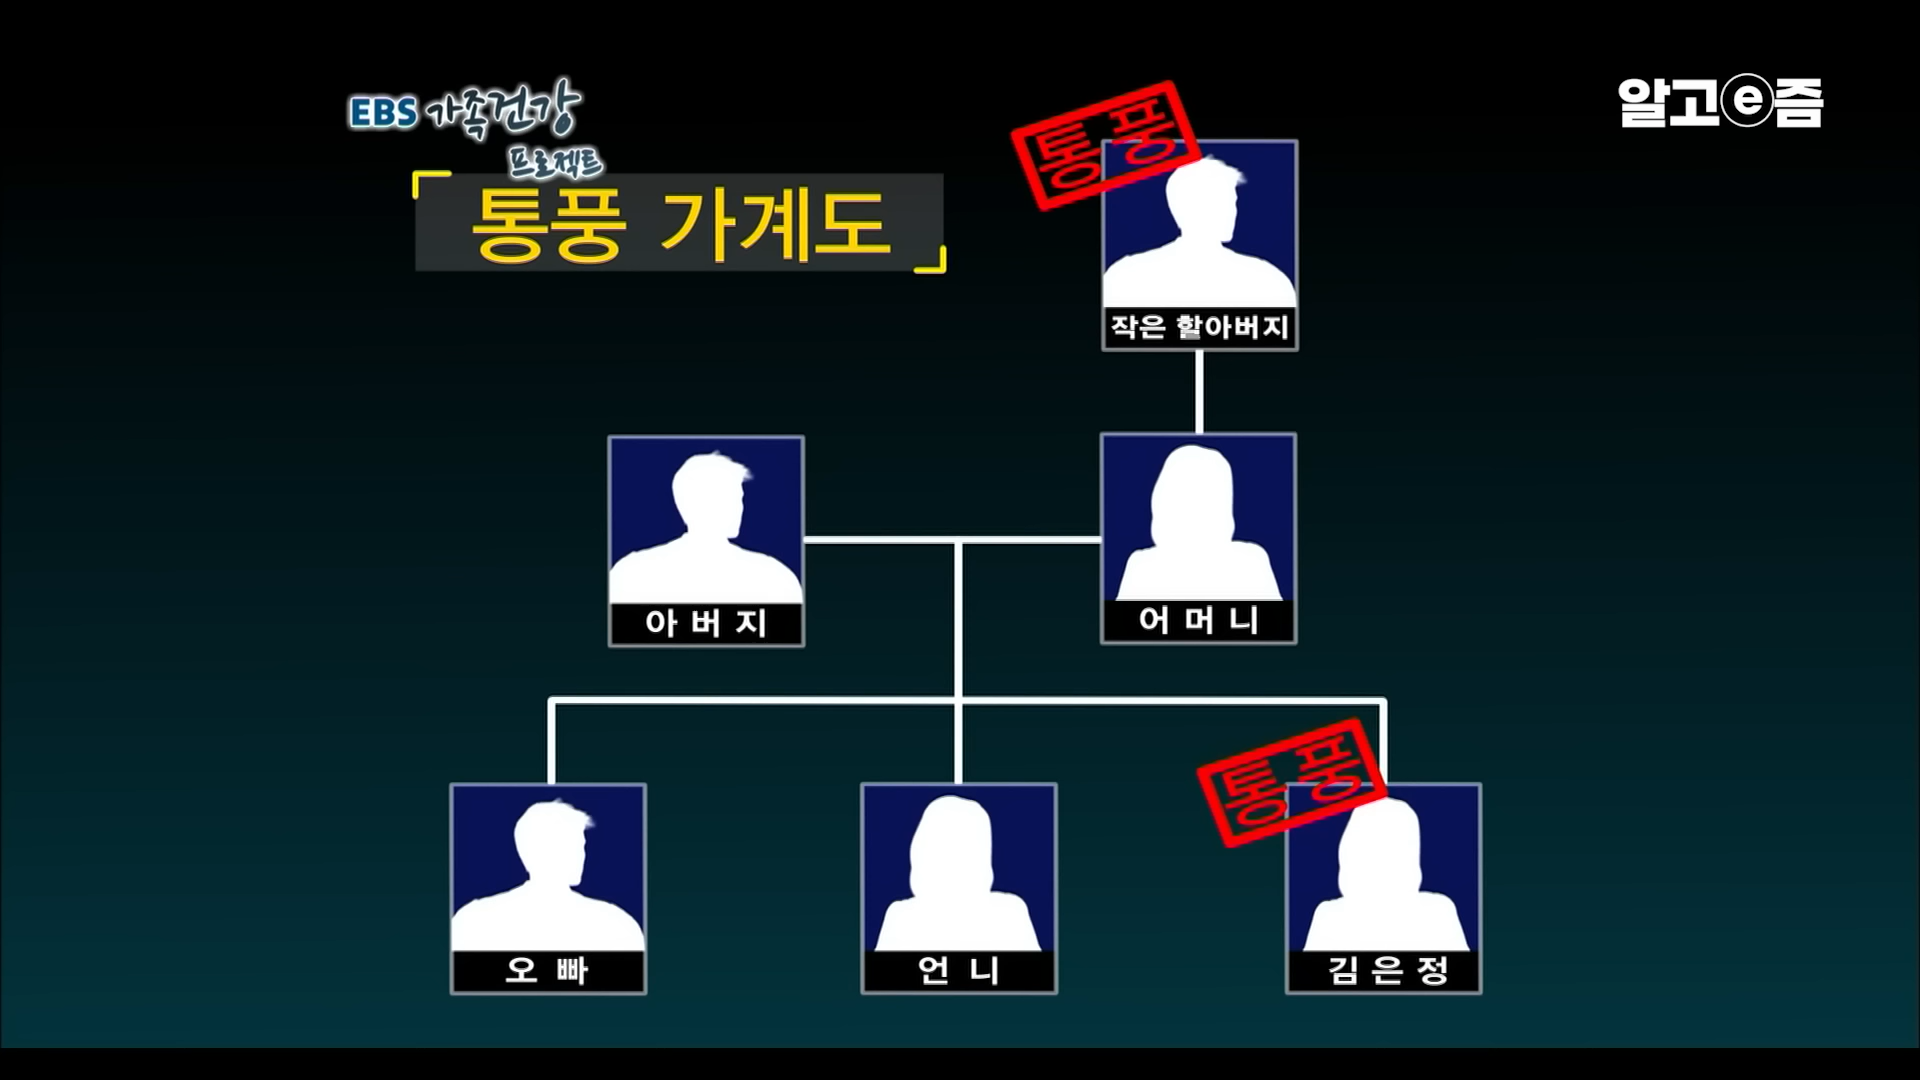 EBS 가족건강
프로젝트
통풍 가계도
알고e즘
통풍
작은 할아버지
아버지
어머니
통풍
오빠
언니
김은정